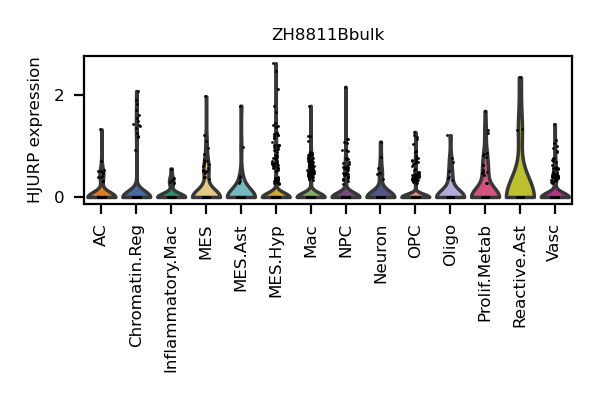 ZH8811Bbulk
HJURP expression
2
0
AC
Chromatin.Reg
Inflammatory.Mac
MES
MES.Ast
MES.Hyp
Mac
NPC
Neuron
OPC
Oligo
Prolif.Metab
Reactive.Ast
Vasc